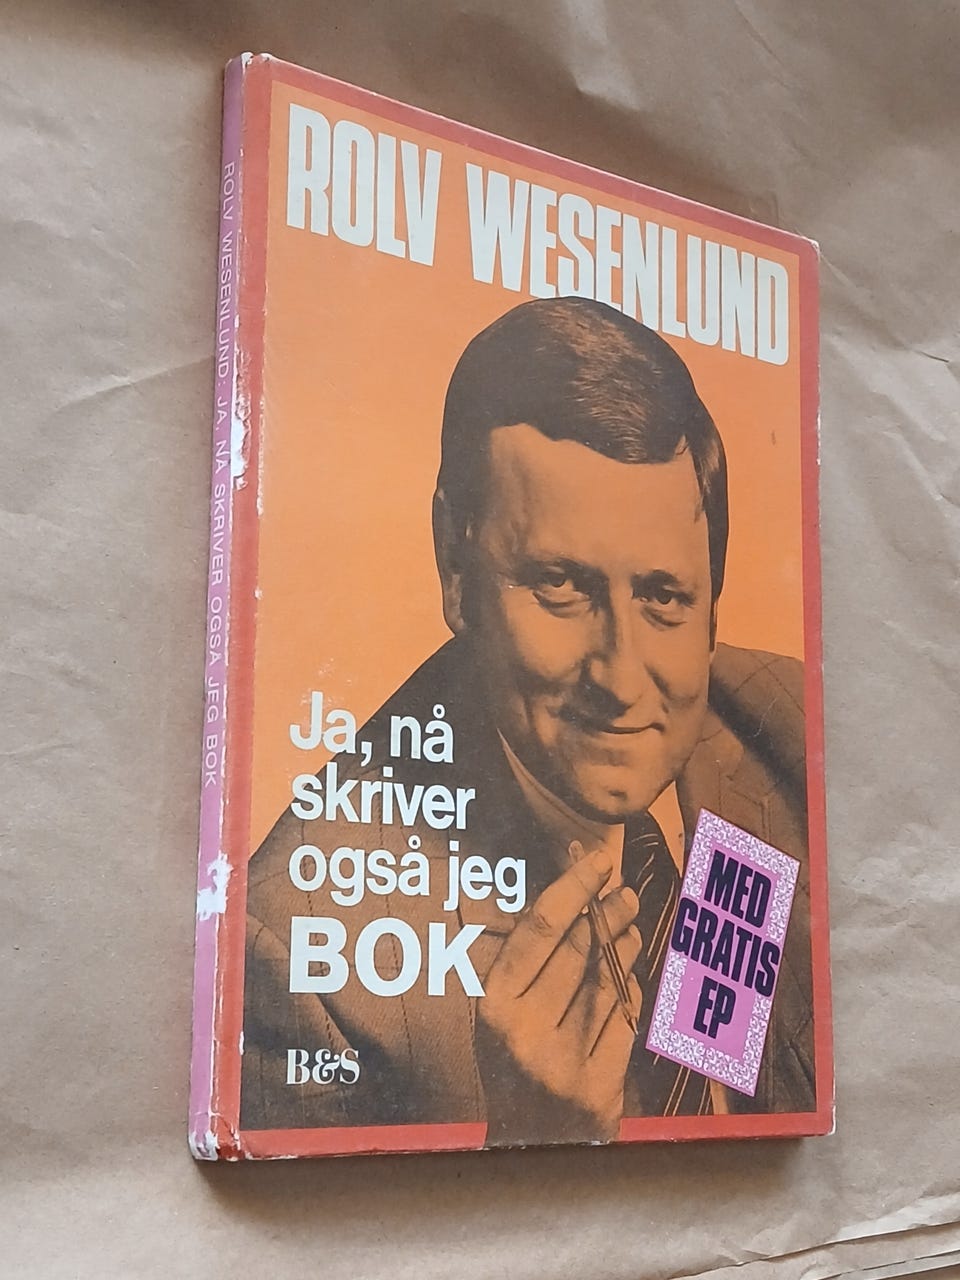 ROLV WESENLUND
Ja, nå
skriver
også jeg
BOK
MED
GRATIS
EP
B&S
ROLV WESENLUND: JA, NÅ SKRIVER OGSÅ JEG BOK